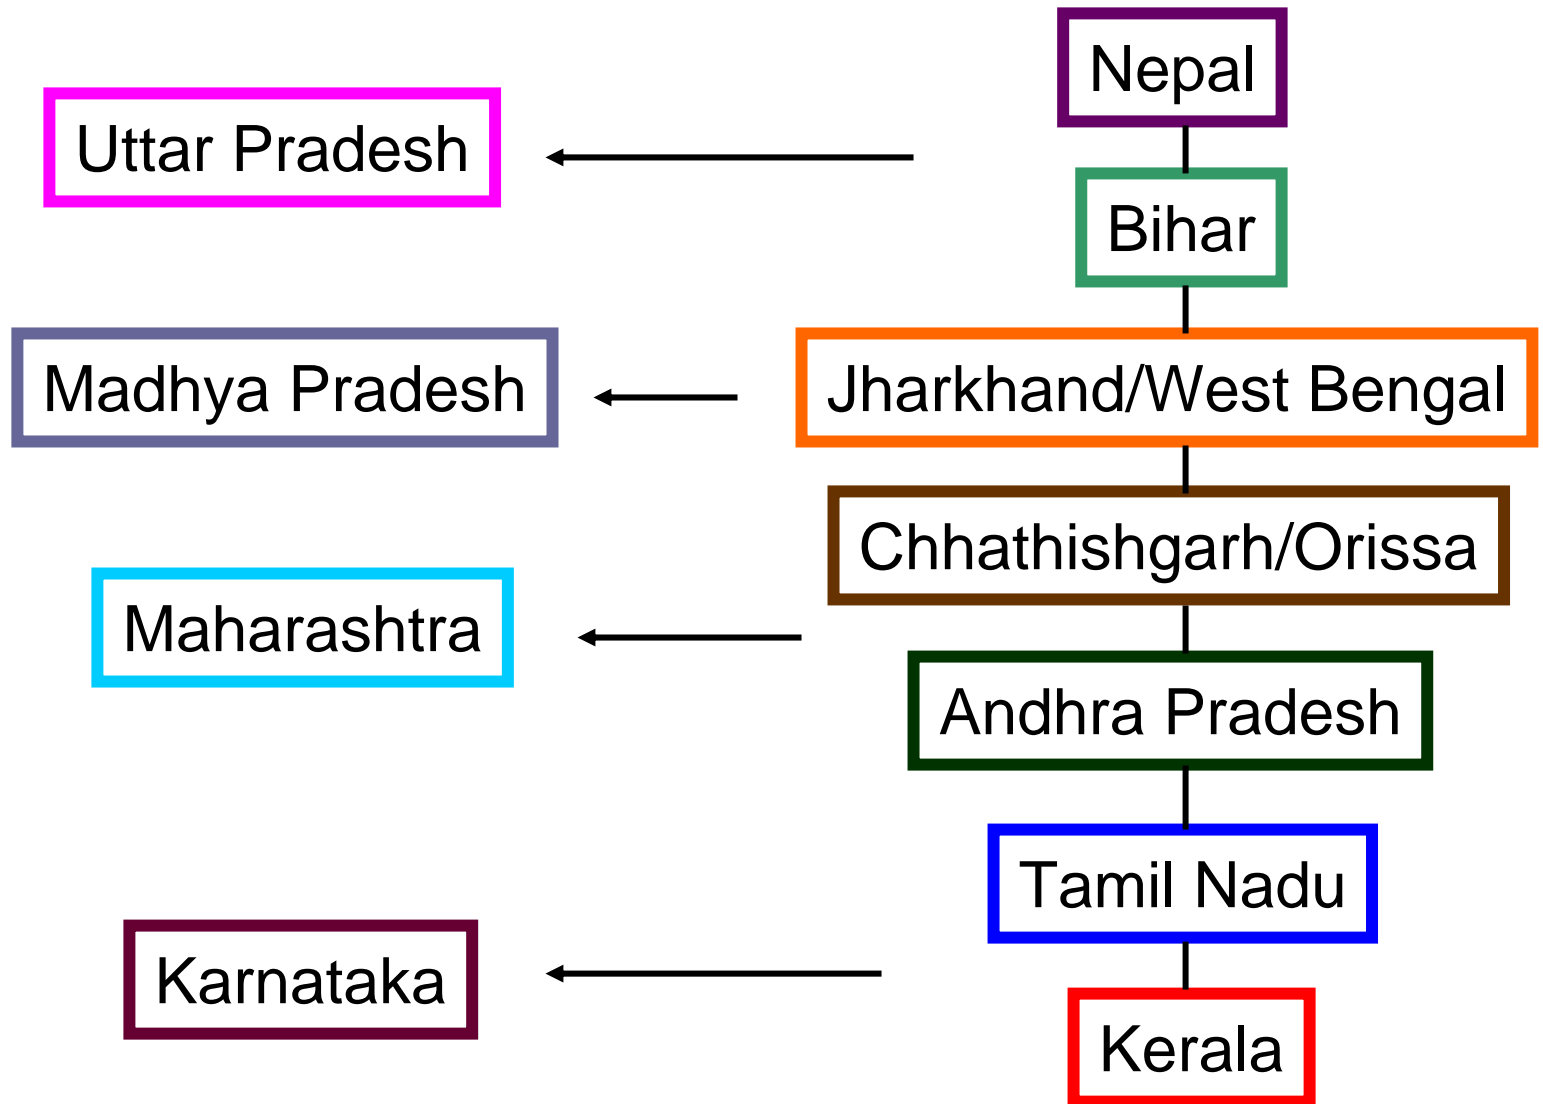 Nepal
Uttar Pradesh
Bihar
Madhya Pradesh
Jharkhand/West Bengal
Chhathishgarh/Orissa
Maharashtra
Andhra Pradesh
Tamil Nadu
Karnataka
Kerala